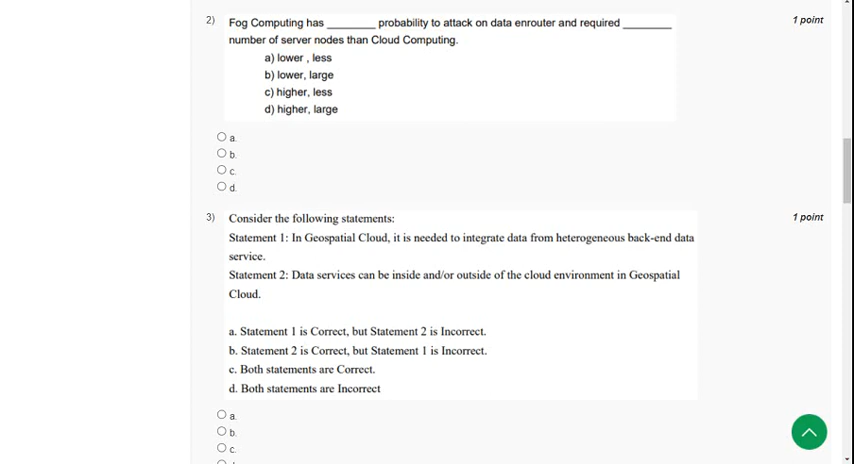 2) Fog Computing has ________ probability to attack on data enrouter and required ________ 1 point
number of server nodes than Cloud Computing.
a) lower , less
b) lower, large
c) higher, less
d) higher, large
a.
b.
c.
d.
3) Consider the following statements: 1 point
Statement 1: In Geospatial Cloud, it is needed to integrate data from heterogeneous back-end data
service.
Statement 2: Data services can be inside and/or outside of the cloud environment in Geospatial
Cloud.
a. Statement 1 is Correct, but Statement 2 is Incorrect.
b. Statement 2 is Correct, but Statement 1 is Incorrect.
c. Both statements are Correct.
d. Both statements are Incorrect
a.
b.
c.